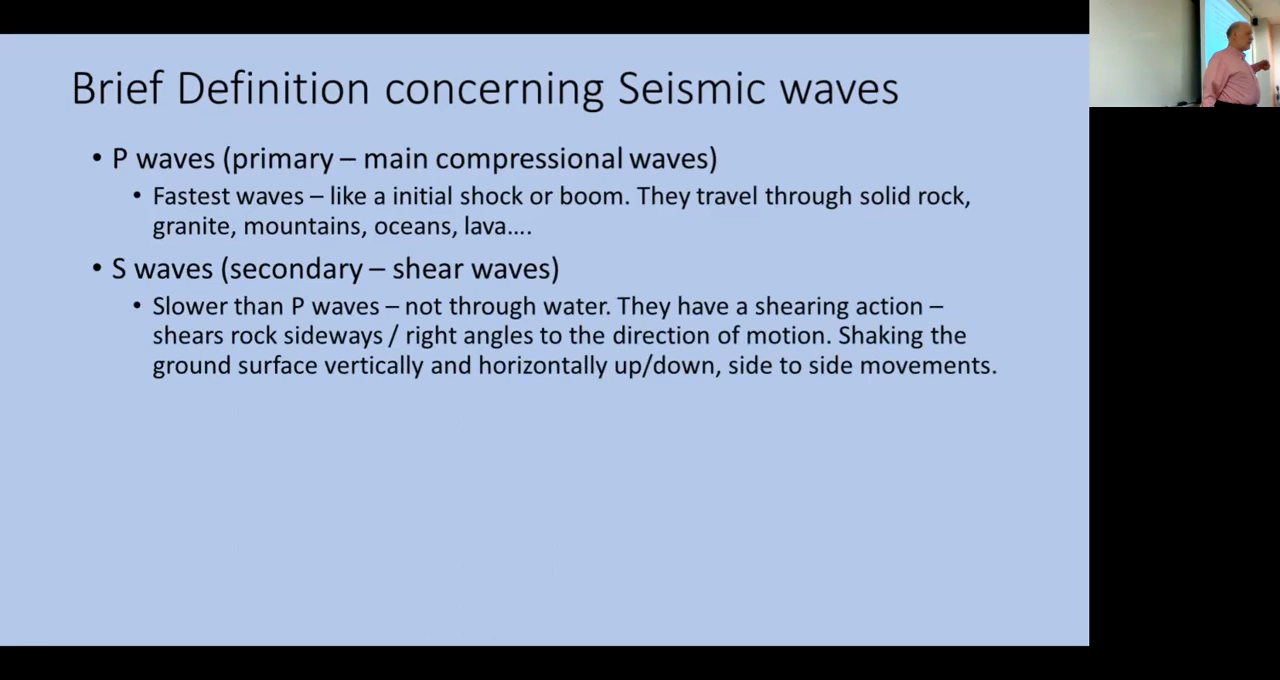 Brief Definition concerning Seismic waves
• P waves (primary – main compressional waves)
• Fastest waves – like a initial shock or boom. They travel through solid rock,
granite, mountains, oceans, lava….
• S waves (secondary – shear waves)
• Slower than P waves – not through water. They have a shearing action –
shears rock sideways / right angles to the direction of motion. Shaking the
ground surface vertically and horizontally up/down, side to side movements.